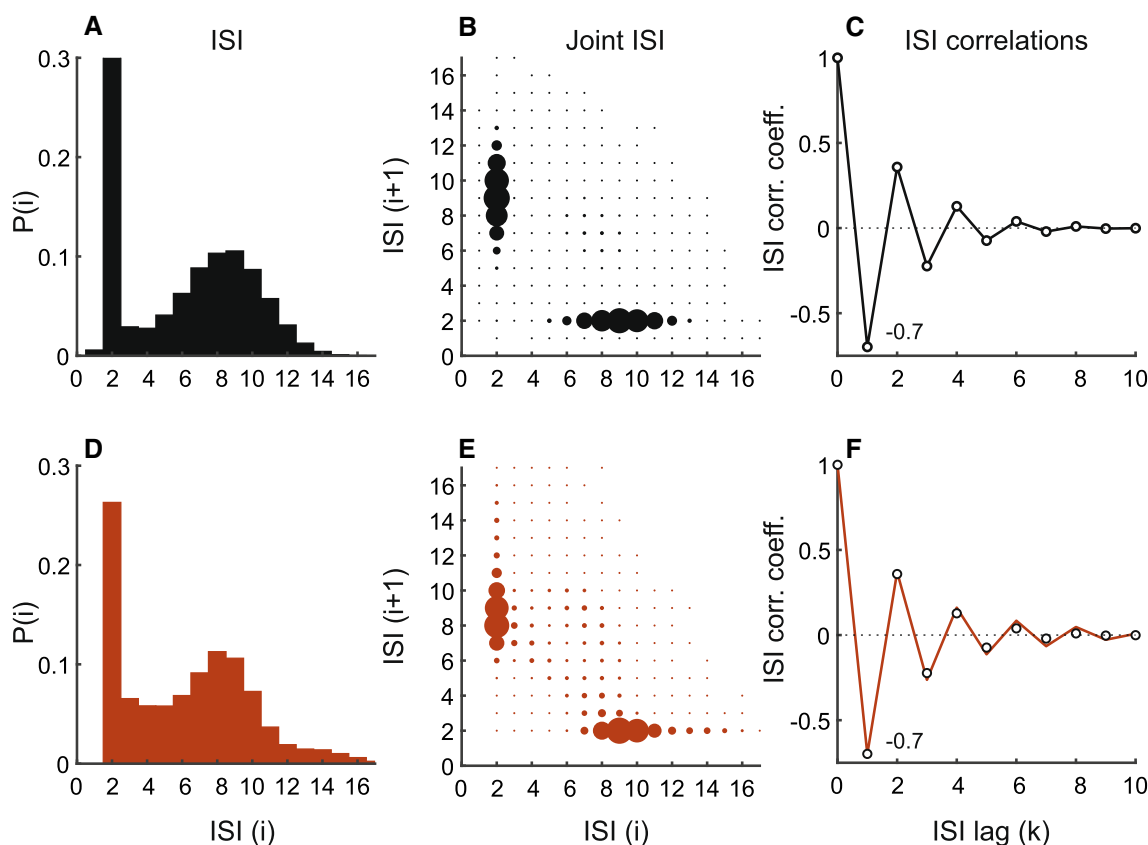 A
ISI
P(i)
0.3
0.2
0.1
0
0 2 4 6 8 10 12 14 16
B
Joint ISI
ISI (i+1)
16
14
12
10
8
6
4
2
0
0 2 4 6 8 10 12 14 16
C
ISI correlations
ISI corr. coeff.
1
0.5
0
-0.5
-0.7
0 2 4 6 8 10
D
P(i)
0.3
0.2
0.1
0
0 2 4 6 8 10 12 14 16
ISI (i)
E
ISI (i+1)
16
14
12
10
8
6
4
2
0
0 2 4 6 8 10 12 14 16
ISI (i)
F
ISI corr. coeff.
1
0.5
0
-0.5
-0.7
0 2 4 6 8 10
ISI lag (k)